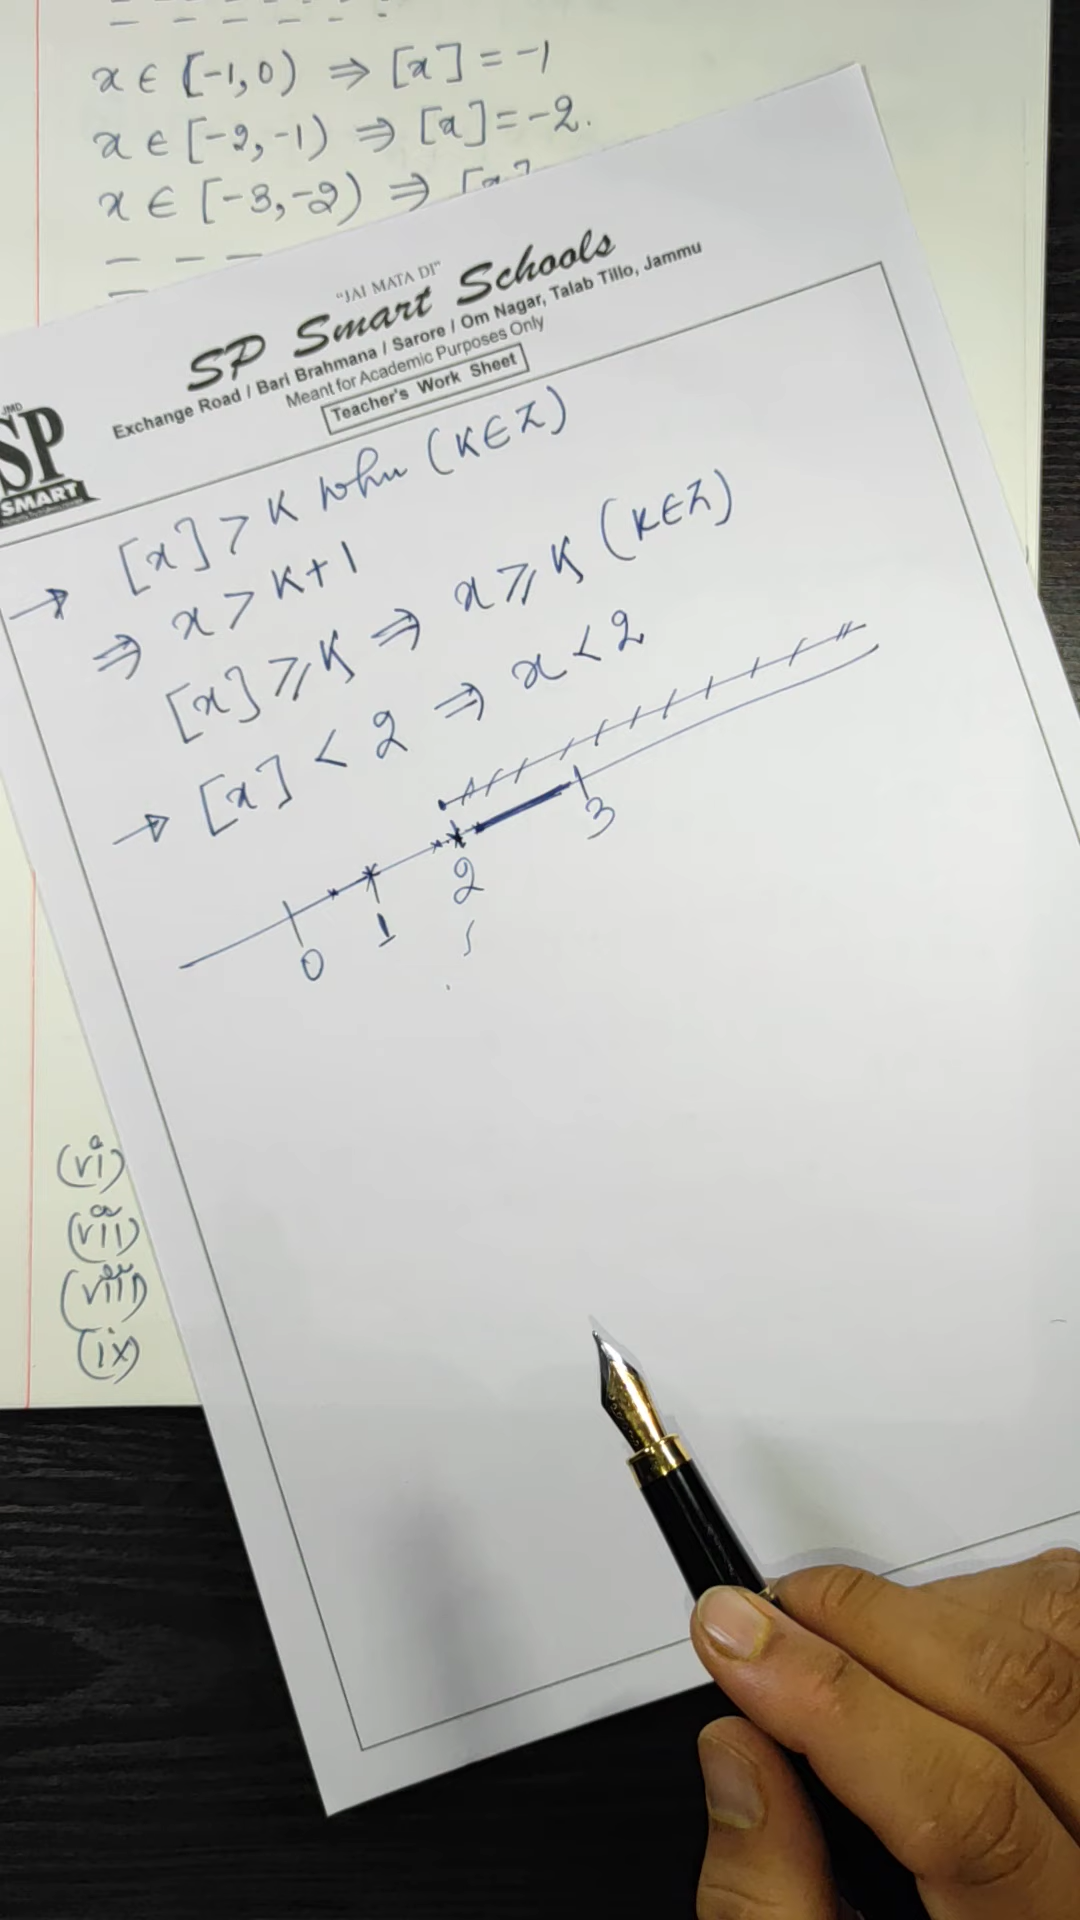 x ∈ [-1,0) ⇒ [x] = -1
x ∈ [-2,-1) ⇒ [x] = -2.
x ∈ [-3,-2) ⇒ [x]
"JAI MATA DI"
SP Smart Schools
Exchange Road / Bari Brahmana / Sarore / Om Nagar, Talab Tillo, Jammu
Meant for Academic Purposes Only
Teacher's Work Sheet
JMD
SP
SMART
→ [x] > K when (K∈Z)
⇒ x > K+1
[x] ⩾ K ⇒ x ⩾ K (K∈Z)
→ [x] < 2 ⇒ x < 2
0 1 2 3
(vi)
(vii)
(viii)
(ix)